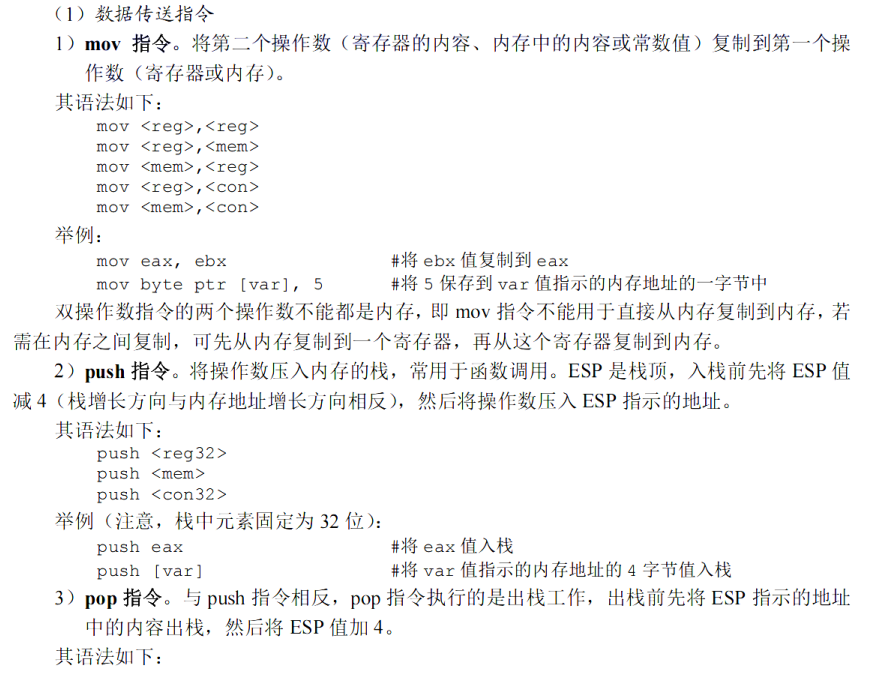 （1）数据传送指令
1）mov 指令。将第二个操作数（寄存器的内容、内存中的内容或常数值）复制到第一个操
作数（寄存器或内存）。
其语法如下：
mov <reg>,<reg>
mov <reg>,<mem>
mov <mem>,<reg>
mov <reg>,<con>
mov <mem>,<con>
举例：
mov eax, ebx #将 ebx 值复制到 eax
mov byte ptr [var], 5 #将 5 保存到 var 值指示的内存地址的一字节中
双操作数指令的两个操作数不能都是内存，即 mov 指令不能用于直接从内存复制到内存，若
需在内存之间复制，可先从内存复制到一个寄存器，再从这个寄存器复制到内存。
2）push 指令。将操作数压入内存的栈，常用于函数调用。ESP 是栈顶，入栈前先将 ESP 值
减 4（栈增长方向与内存地址增长方向相反），然后将操作数压入 ESP 指示的地址。
其语法如下：
push <reg32>
push <mem>
push <con32>
举例（注意，栈中元素固定为 32 位）：
push eax #将 eax 值入栈
push [var] #将 var 值指示的内存地址的 4 字节值入栈
3）pop 指令。与 push 指令相反，pop 指令执行的是出栈工作，出栈前先将 ESP 指示的地址
中的内容出栈，然后将 ESP 值加 4。
其语法如下：